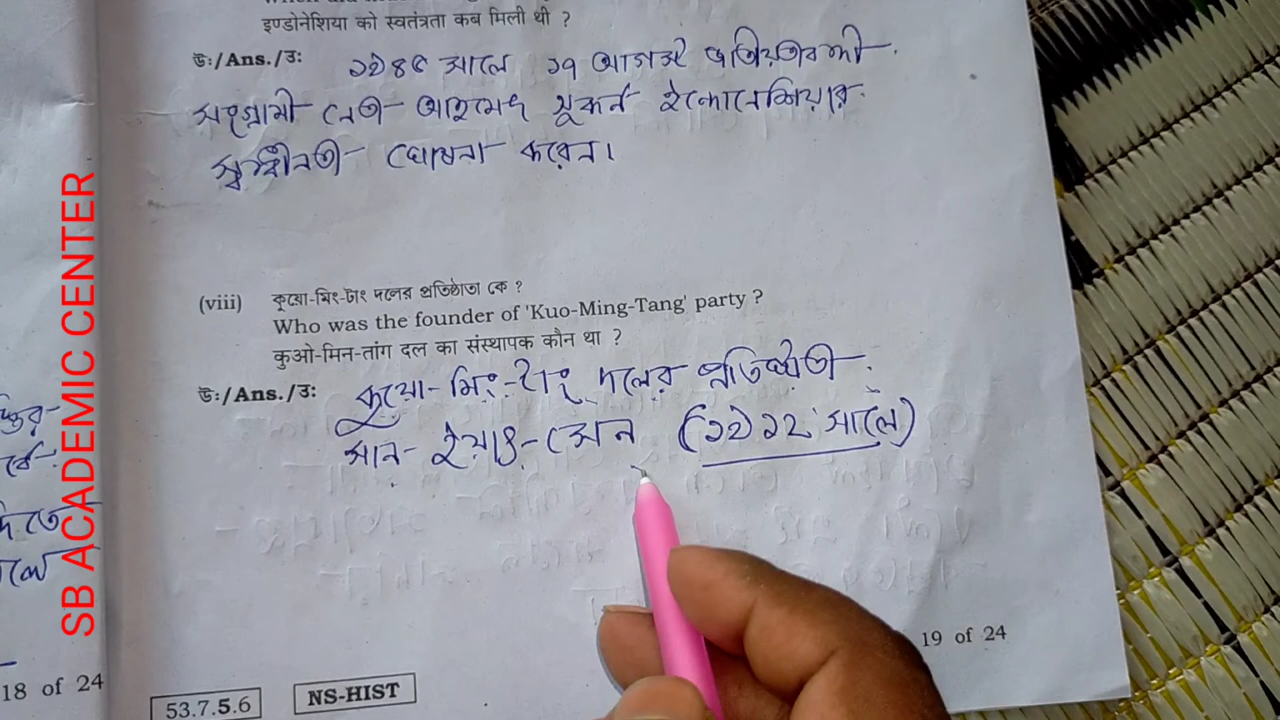 इण्डोनेशिया को स्वतंत्रता कब मिली थी ?
উঃ/Ans./उः ১৯৪৫ সালে ১৭ আগস্ট
সংগ্রামী নেতা আহমেদ সুকর্ন ইন্দোনেশিয়ার
স্বাধীনতা ঘোষনা করেন।
(viii) কুয়ো-মিং-টাং দলের প্রতিষ্ঠাতা কে ?
Who was the founder of 'Kuo-Ming-Tang' party ?
कुओ-मिन-तांग दल का संस्थापक कौन था ?
উঃ/Ans./उः কুয়ো-মিং-টাং দলের প্রতিষ্ঠাতা
সান-ইয়াৎ-সেন (১৯১২ সালে)
19 of 24
18 of 24
53.7.5.6
NS-HIST
SB ACADEMIC CENTER